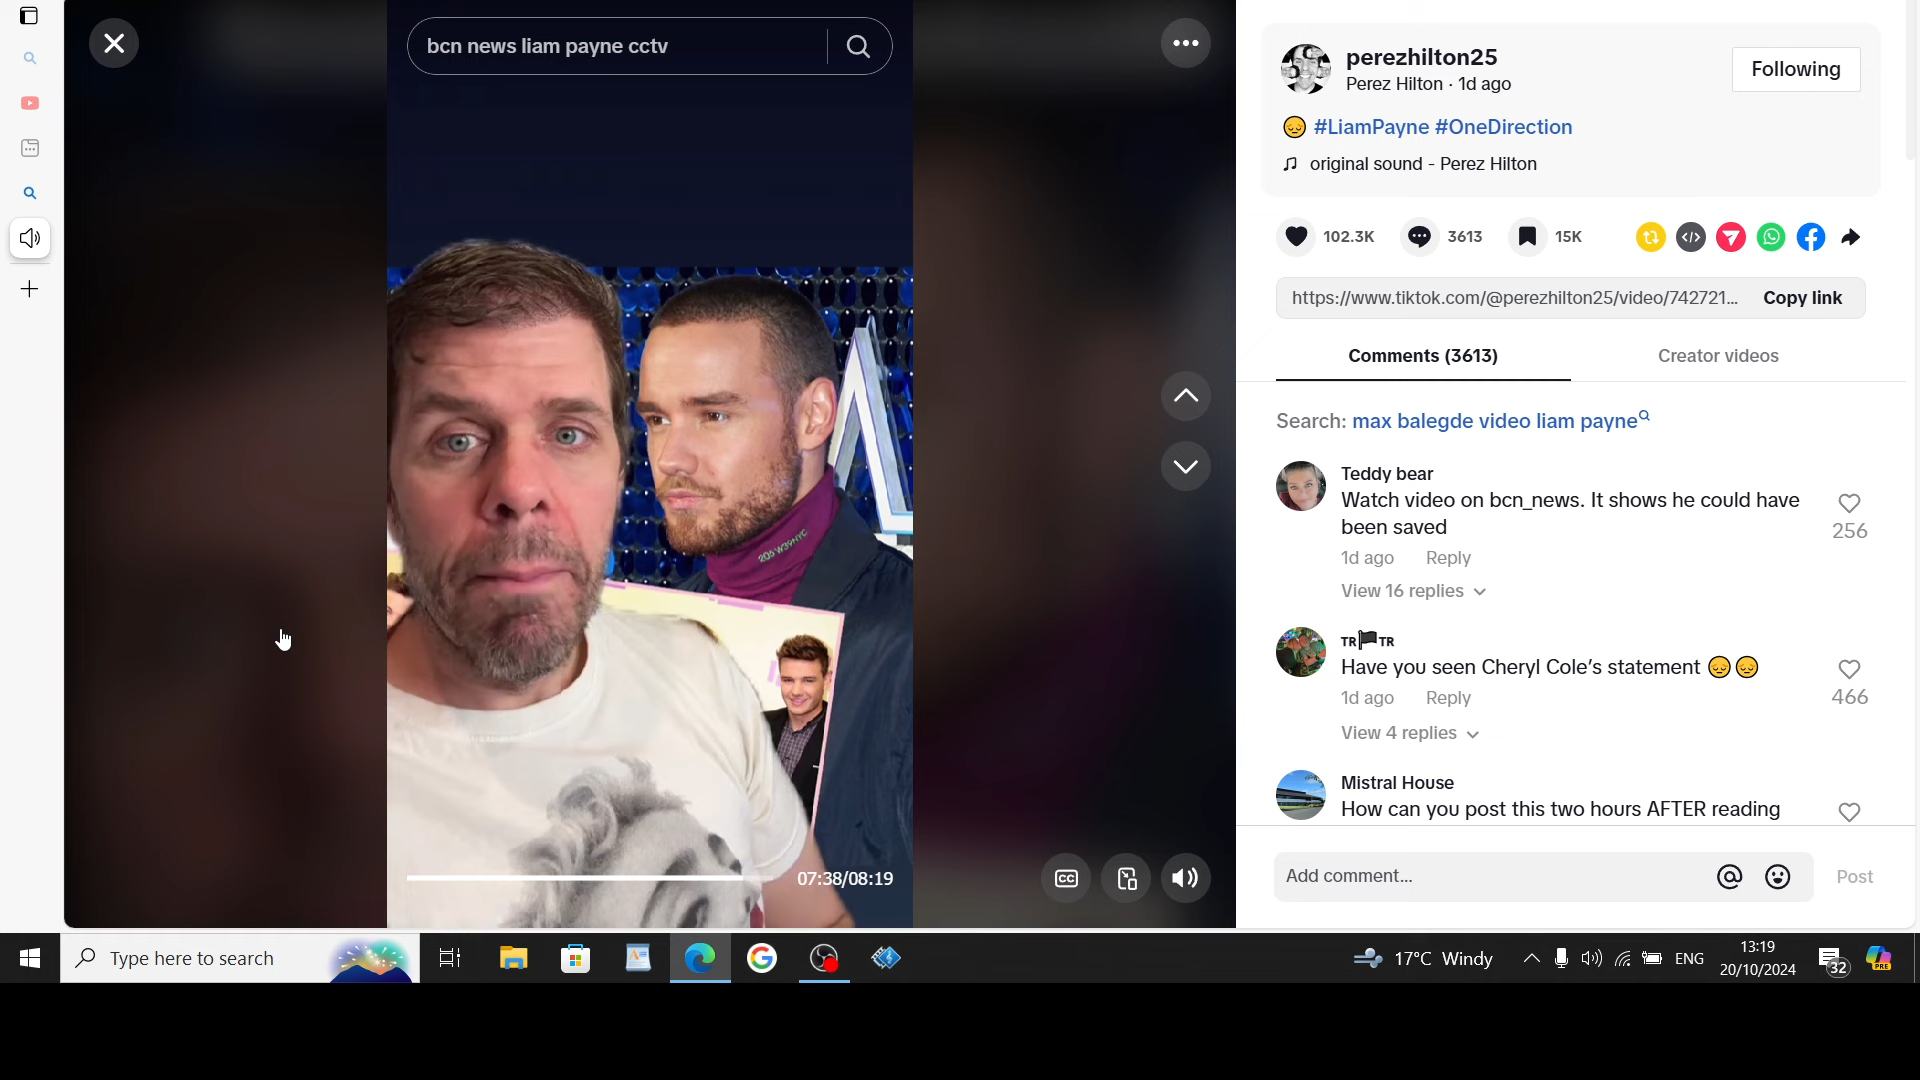 bcn news liam payne cctv
205 W39NYC
07:38/08:19
CC
perezhilton25
Perez Hilton · 1d ago
Following
😔 #LiamPayne #OneDirection
original sound - Perez Hilton
102.3K
3613
15K
https://www.tiktok.com/@perezhilton25/video/742721...
Copy link
Comments (3613)
Creator videos
Search: max balegde video liam payne
Teddy bear
Watch video on bcn_news. It shows he could have
been saved
256
1d ago Reply
View 16 replies
TR🏴TR
Have you seen Cheryl Cole's statement 😔😔
466
1d ago Reply
View 4 replies
Mistral House
How can you post this two hours AFTER reading
Add comment...
Post
Type here to search
17°C Windy
ENG
13:19
20/10/2024
32
PRE